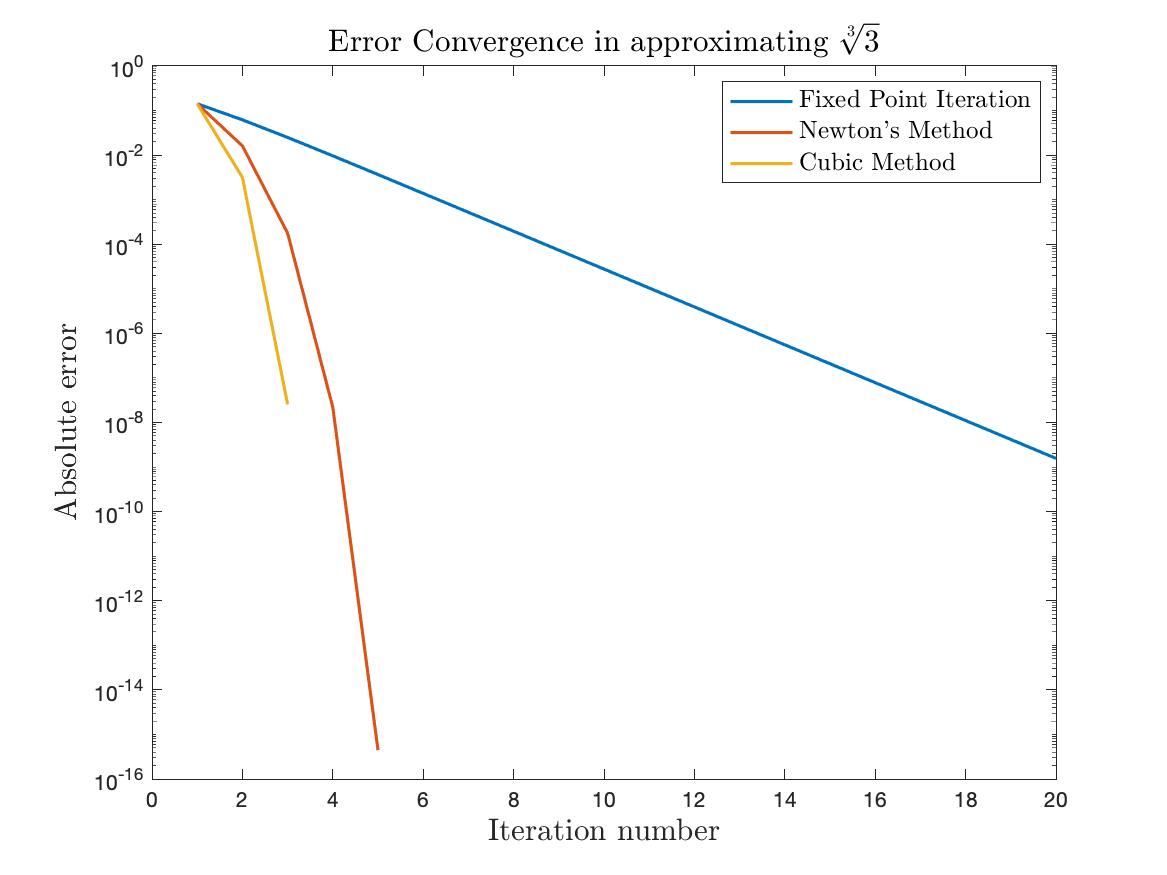 Error Convergence in approximating ∛3
10⁰
10⁻²
10⁻⁴
10⁻⁶
10⁻⁸
10⁻¹⁰
10⁻¹²
10⁻¹⁴
10⁻¹⁶
Absolute error
Fixed Point Iteration
Newton's Method
Cubic Method
0 2 4 6 8 10 12 14 16 18 20
Iteration number